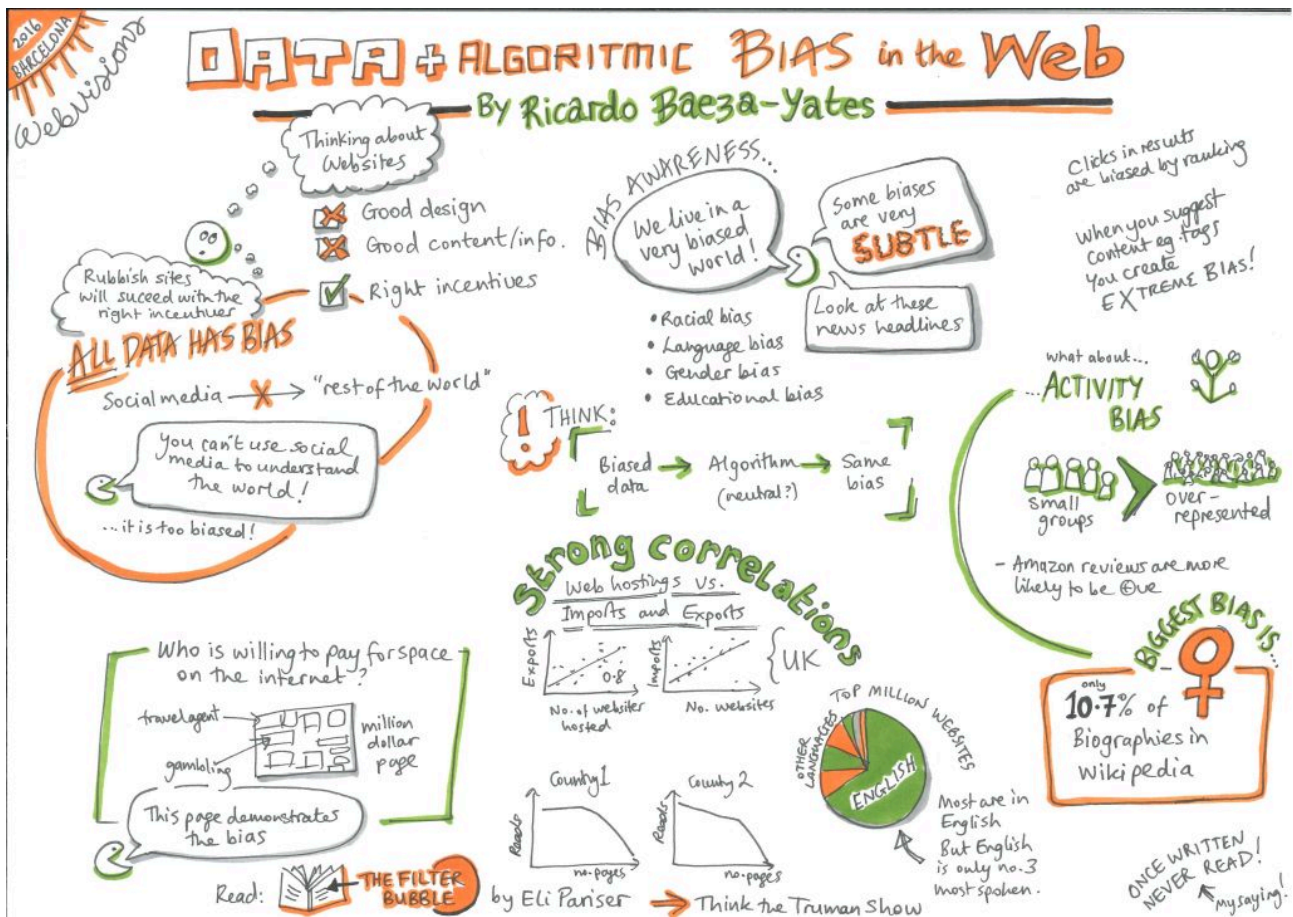 2016
BARCELONA
WebVisions
DATA + ALGORITMIC BIAS in the Web
By Ricardo Baeza-Yates
Thinking about
Websites
Good design
Good content/info.
Right incentives
Rubbish sites
will suceed with the
right incentives
ALL DATA HAS BIAS
Social media X "rest of the world"
You can't use social
media to understand
the world!
...it is too biased!
BIAS AWARENESS...
We live in a
very biased
world!
Some biases
are very
SUBTLE
Look at these
news headlines
• Racial bias
• Language bias
• Gender bias
• Educational bias
Clicks in results
are biased by ranking
When you suggest
content eg. tags
you create
EXTREME BIAS!
! THINK:
Biased
data
Algorithm
(neutral?)
Same
bias
what about...
...ACTIVITY
BIAS
small
groups
over-
represented
- Amazon reviews are more
likely to be +ve
BIGGEST BIAS IS...
only
10.7% of
Biographies in
Wikipedia
Strong correlations
Web hostings vs.
Imports and Exports
Exports
0.8
No. of websites
hosted
Imports
No. websites
UK
TOP MILLION WEBSITES
OTHER
LANGUAGES
ENGLISH
Most are in
English
But English
is only no.3
most spoken.
Country 1
Reads
no. pages
Country 2
Reads
no. pages
Who is willing to pay for space
on the internet?
travel agent
gambling
million
dollar
page
This page demonstrates
the bias
Read:
THE FILTER
BUBBLE
by Eli Pariser → Think the Truman Show
ONCE WRITTEN
NEVER READ!
my saying!